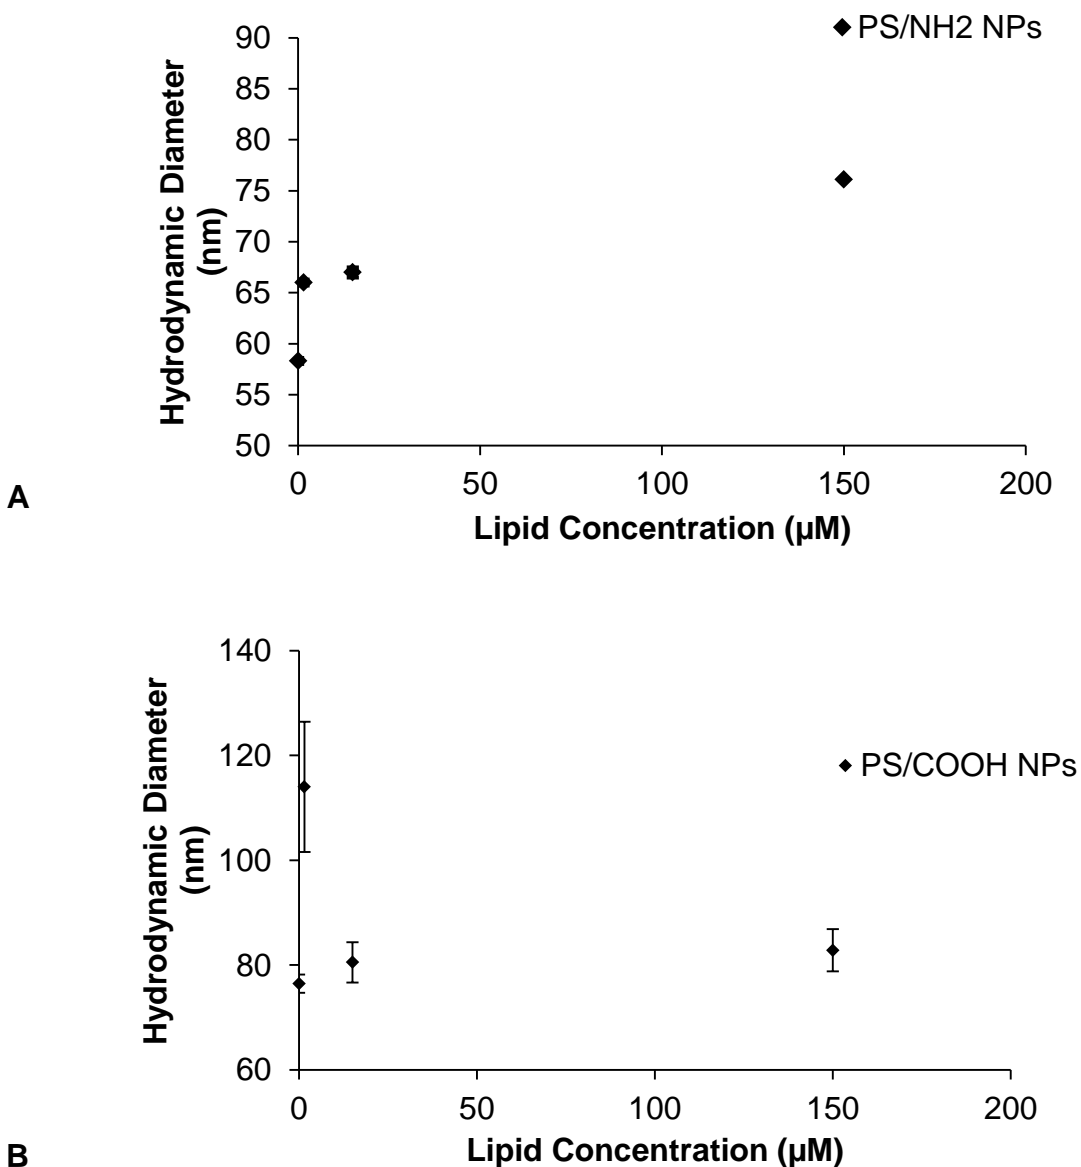 PS/NH2 NPs
90
85
80
75
70
65
60
55
50
Hydrodynamic Diameter
(nm)
0 50 100 150 200
Lipid Concentration (µM)
A
140
120
100
80
60
Hydrodynamic Diameter
(nm)
PS/COOH NPs
0 50 100 150 200
Lipid Concentration (µM)
B